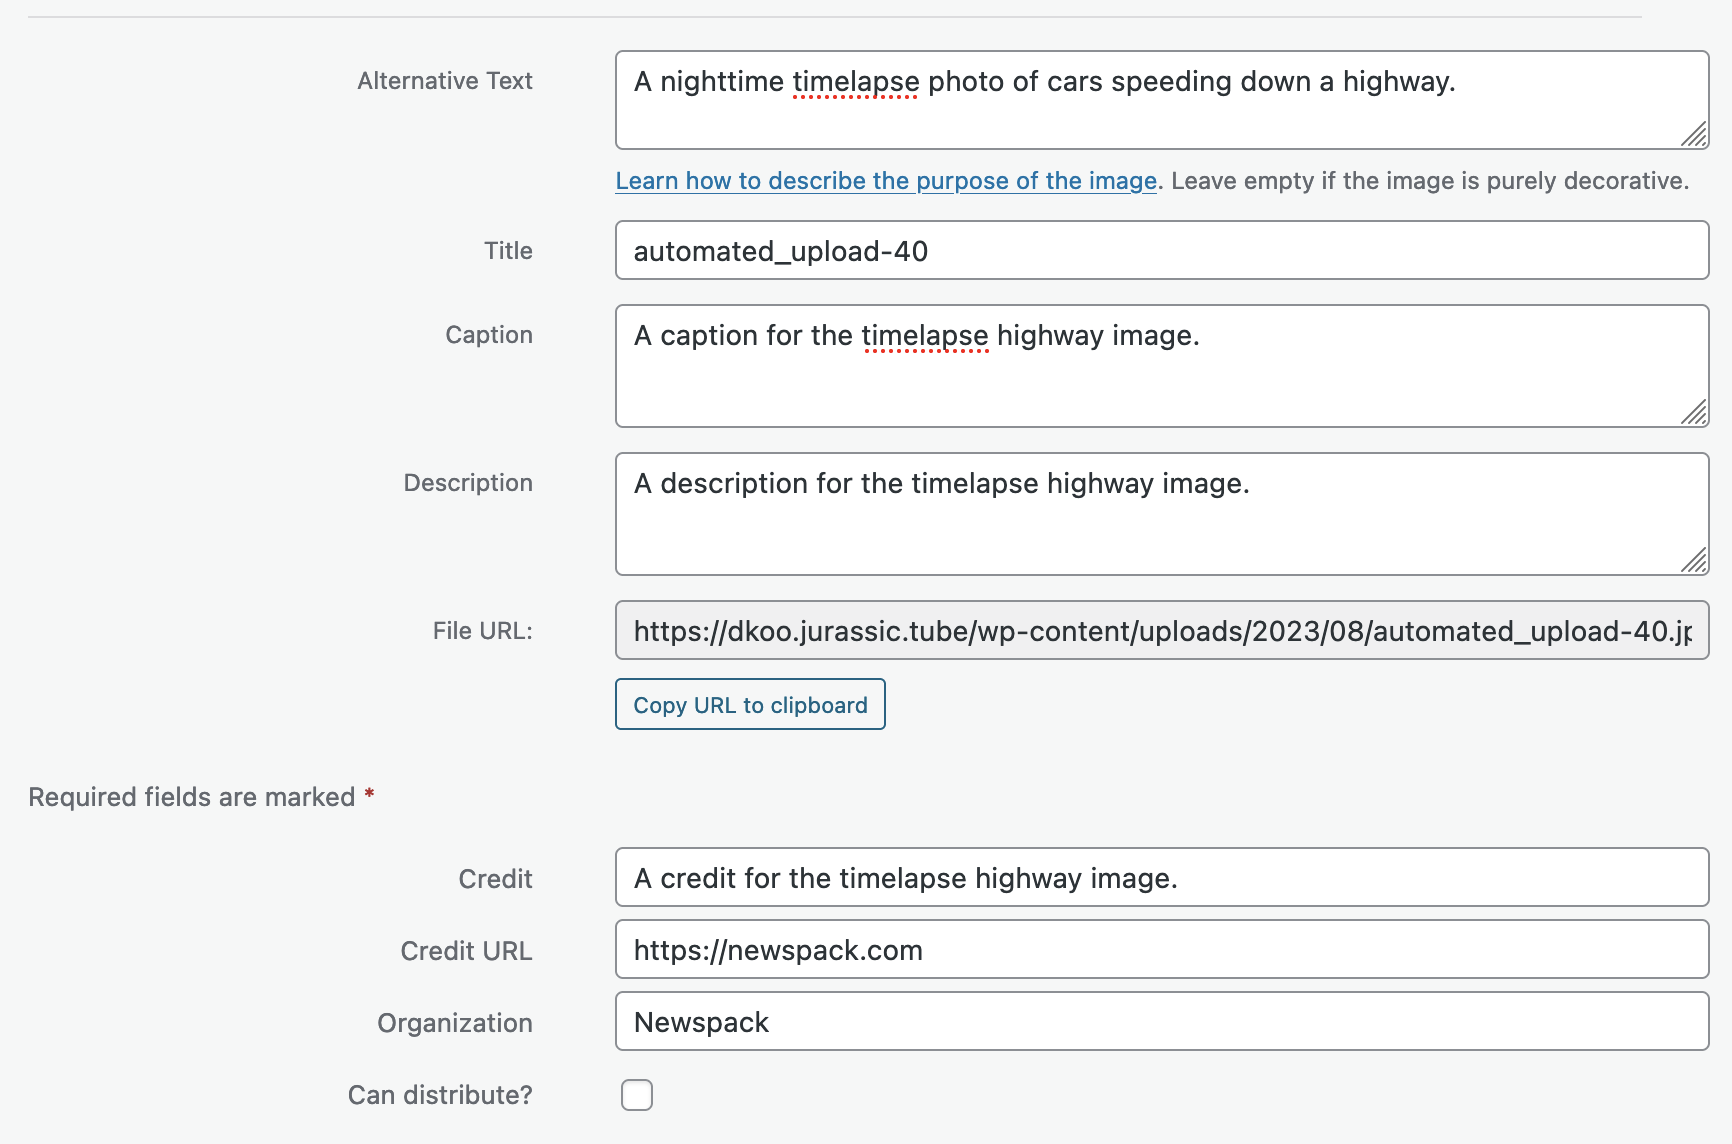 Alternative Text
A nighttime timelapse photo of cars speeding down a highway.
Learn how to describe the purpose of the image. Leave empty if the image is purely decorative.
Title
automated_upload-40
Caption
A caption for the timelapse highway image.
Description
A description for the timelapse highway image.
File URL:
https://dkoo.jurassic.tube/wp-content/uploads/2023/08/automated_upload-40.jp
Copy URL to clipboard
Required fields are marked *
Credit
A credit for the timelapse highway image.
Credit URL
https://newspack.com
Organization
Newspack
Can distribute?